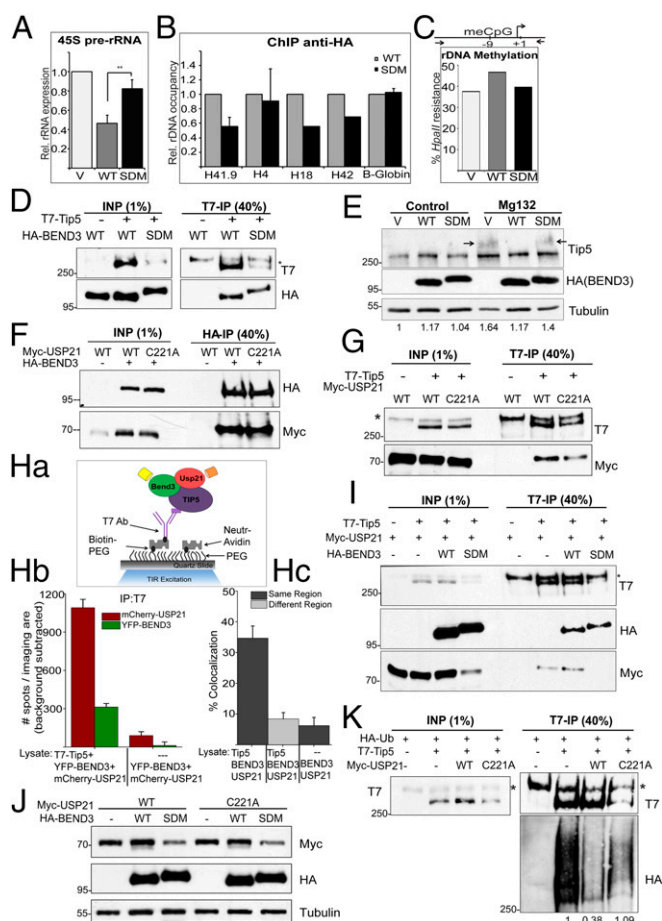 A
45S pre-rRNA
Rel. rRNA expression
1.0
0.8
0.6
0.4
0.2
0
**
V WT SDM
B
ChIP anti-HA
WT
SDM
Rel. rDNA occupancy
1.4
1.2
1.0
0.8
0.6
0.4
0.2
0
H41.9 H4 H18 H42 B-Globin
C
meCpG
-9 +1
rDNA Methylation
% HpaII resistance
50
40
30
20
10
0
V WT SDM
D
INP (1%) T7-IP (40%)
T7-Tip5 - + + - + +
HA-BEND3 WT WT SDM WT WT SDM
250
* T7
95
HA
E
Control Mg132
V WT SDM V WT SDM
250
Tip5
95
HA(BEND3)
55
Tubulin
1 1.17 1.04 1.64 1.17 1.4
F
INP (1%) HA-IP (40%)
Myc-USP21 WT WT C221A WT WT C221A
HA-BEND3 - + + - + +
95
HA
70
Myc
G
INP (1%) T7-IP (40%)
T7-Tip5 - + + - + +
Myc-USP21
WT WT C221A WT WT C221A
*
250
T7
70
Myc
Ha
Bend3
Usp21
TIP5
T7 Ab
Biotin-
PEG
Neutr-
Avidin
PEG
Quartz Slide
TIR Excitation
Hb
IP:T7
mCherry-USP21
YFP-BEND3
# spots / imaging are
(background subtracted)
1200
900
600
300
0
Lysate: T7-Tip5+
YFP-BEND3+
mCherry-USP21
---
YFP-BEND3+
mCherry-USP21
Hc
Same Region
Different Region
% Colocalization
50
40
30
20
10
0
Lysate: Tip5
BEND3
USP21
Tip5
BEND3
USP21
--
BEND3
USP21
I
INP (1%) T7-IP (40%)
T7-Tip5 - + + + - + + +
Myc-USP21 + + + + + + + +
HA-BEND3 - - WT SDM - - WT SDM
250
* T7
95
HA
70
Myc
J
WT C221A
Myc-USP21
HA-BEND3 - WT SDM - WT SDM
70
Myc
95
HA
55
Tubulin
K
INP (1%) T7-IP (40%)
HA-Ub + + + + + + + +
T7-Tip5 - + + + - + + +
Myc-USP21 - - WT C221A - - WT C221A
T7 * *
T7
HA
250
1 0.38 1.09